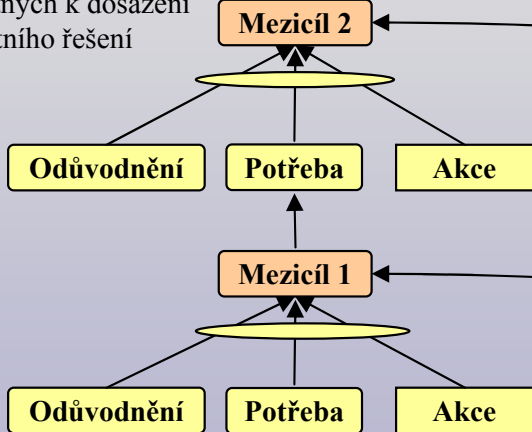 ných k dosažení
tního řešení
Mezicíl 2
Odůvodnění Potřeba Akce
Mezicíl 1
Odůvodnění Potřeba Akce